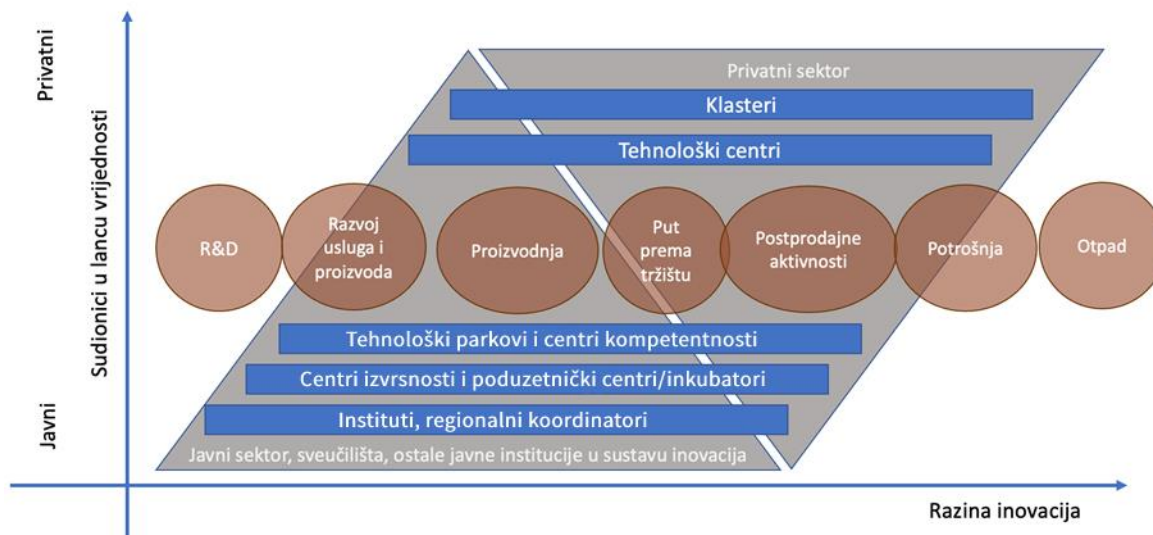 Privatni
Sudionici u lancu vrijednosti
Javni
Privatni sektor
Klasteri
Tehnološki centri
R&D
Razvoj
usluga i
proizvoda
Proizvodnja
Put
prema
tržištu
Postprodajne
aktivnosti
Potrošnja
Otpad
Tehnološki parkovi i centri kompetentnosti
Centri izvrsnosti i poduzetnički centri/inkubatori
Instituti, regionalni koordinatori
Javni sektor, sveučilišta, ostale javne institucije u sustavu inovacija
Razina inovacija